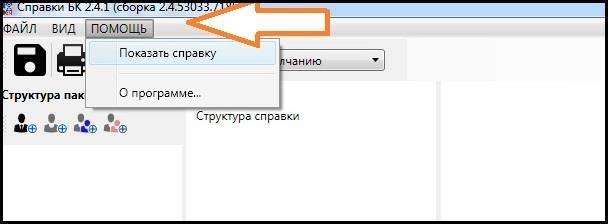 Справки БК 2.4.1 (сборка 2.4.53033.718
ФАЙЛ ВИД ПОМОЩЬ
Показать справку
лчанию
О программе...
Структура пак
Структура справки